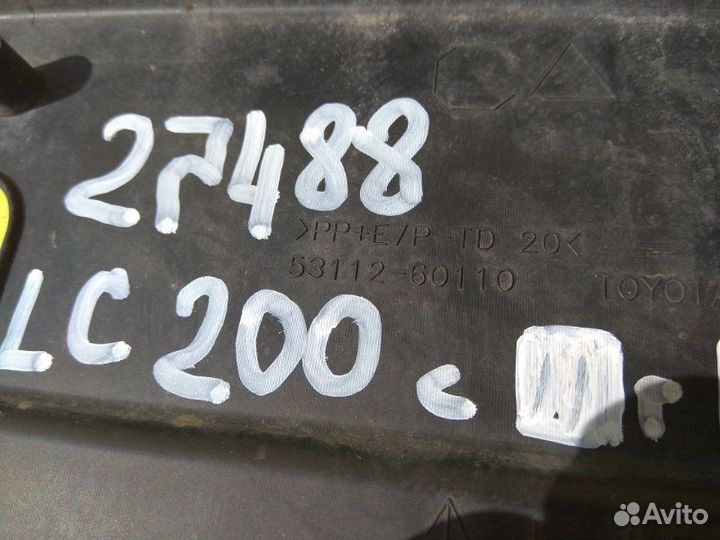 27488
>PP+E/P-TD 20<
53112-60110 TOYOTA
LC 200 с г
Avito